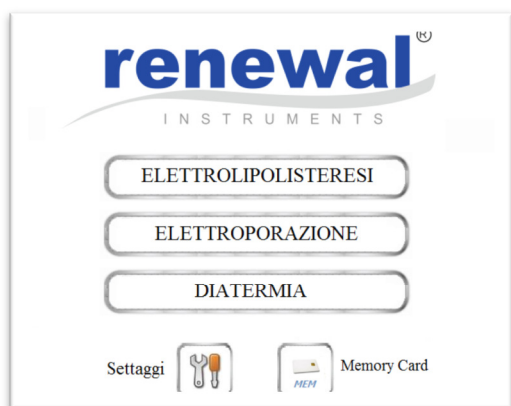 renewal®
INSTRUMENTS
ELETTROLIPOLISTERESI
ELETTROPORAZIONE
DIATERMIA
Settaggi
MEM
Memory Card